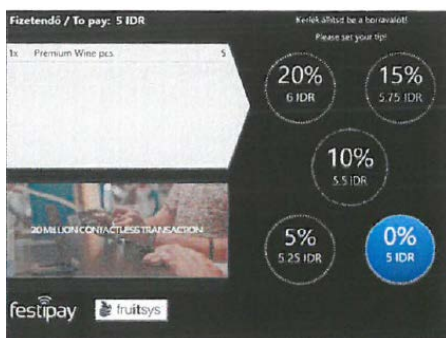 Fizetendő / To pay: 5 IDR
1x Premium Wine pcs 5
Kérlek állítsd be a borravalót!
Please set your tip!
20%
6 IDR
15%
5.75 IDR
10%
5.5 IDR
5%
5.25 IDR
0%
5 IDR
20 MILLION CONTACTLESS TRANSACTION
festipay
fruitsys